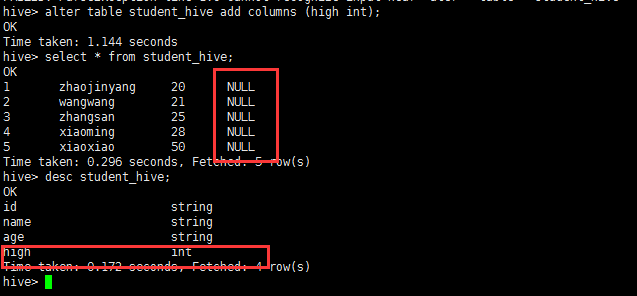 hive> alter table student_hive add columns (high int);
OK
Time taken: 1.144 seconds
hive> select * from student_hive;
OK
1 zhaojinyang 20 NULL
2 wangwang 21 NULL
3 zhangsan 25 NULL
4 xiaoming 28 NULL
5 xiaoxiao 50 NULL
Time taken: 0.296 seconds, Fetched: 5 row(s)
hive> desc student_hive;
OK
id string
name string
age string
high int
Time taken: 0.172 seconds, Fetched: 4 row(s)
hive>